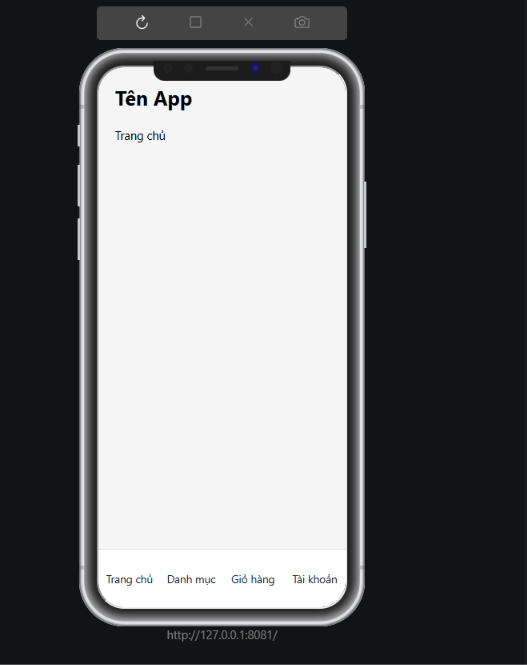 Tên App
Trang chủ
Trang chủ Danh mục Giỏ hàng Tài khoản
http://127.0.0.1:8081/